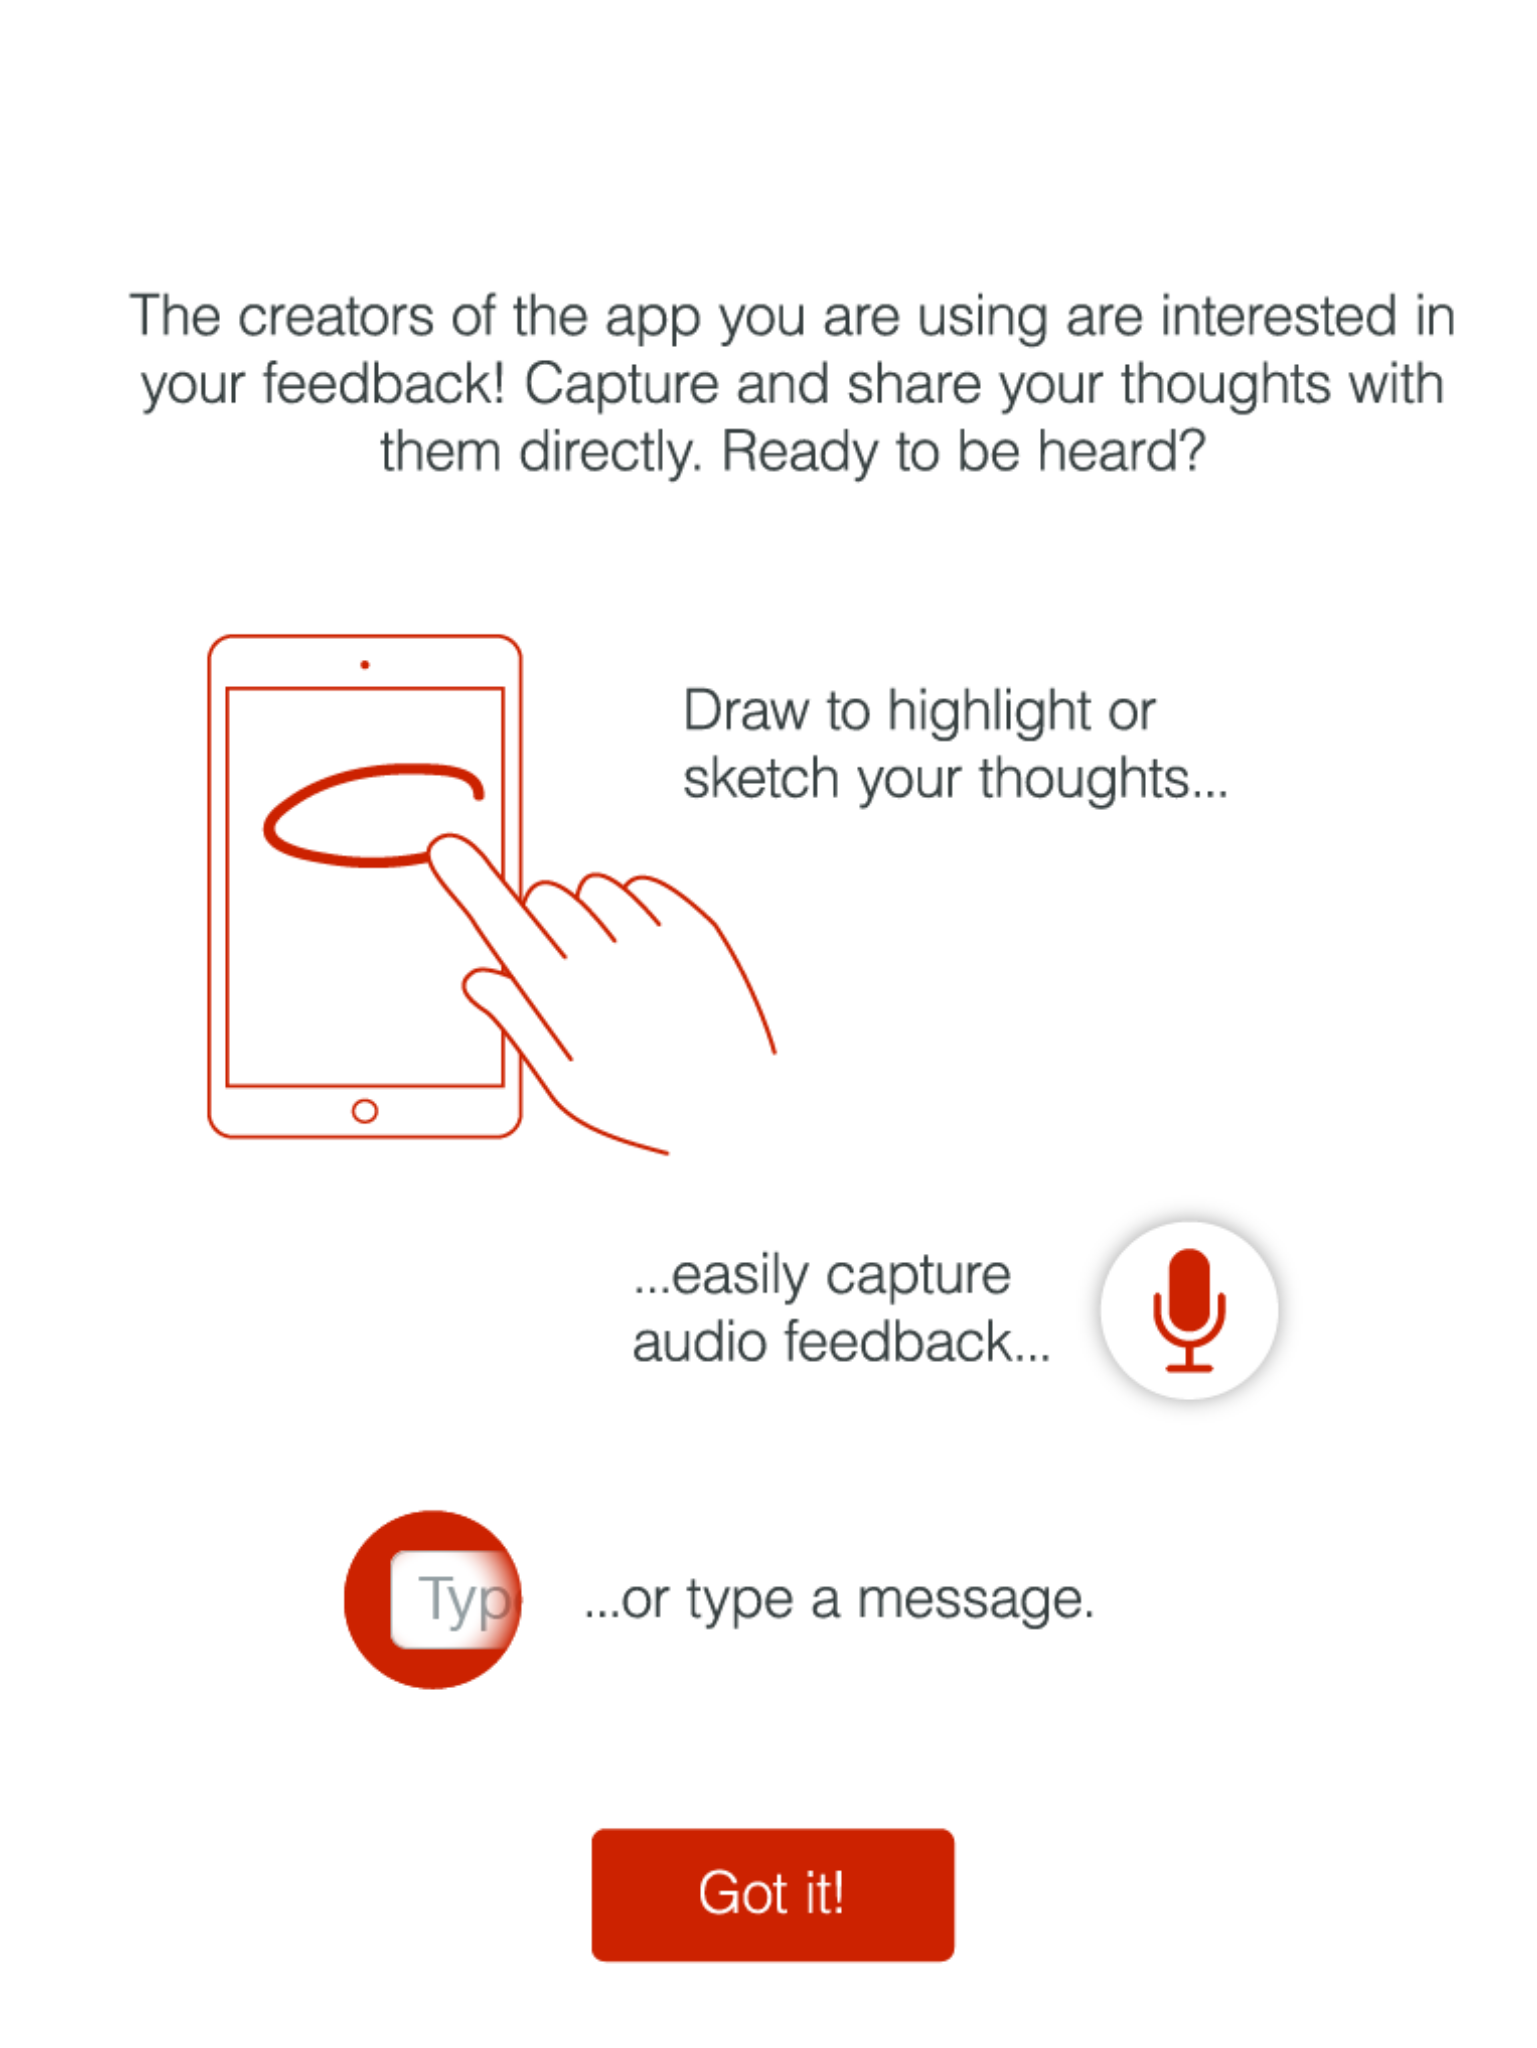 The creators of the app you are using are interested in
your feedback! Capture and share your thoughts with
them directly. Ready to be heard?
Draw to highlight or
sketch your thoughts...
...easily capture
audio feedback...
Typ
...or type a message.
Got it!